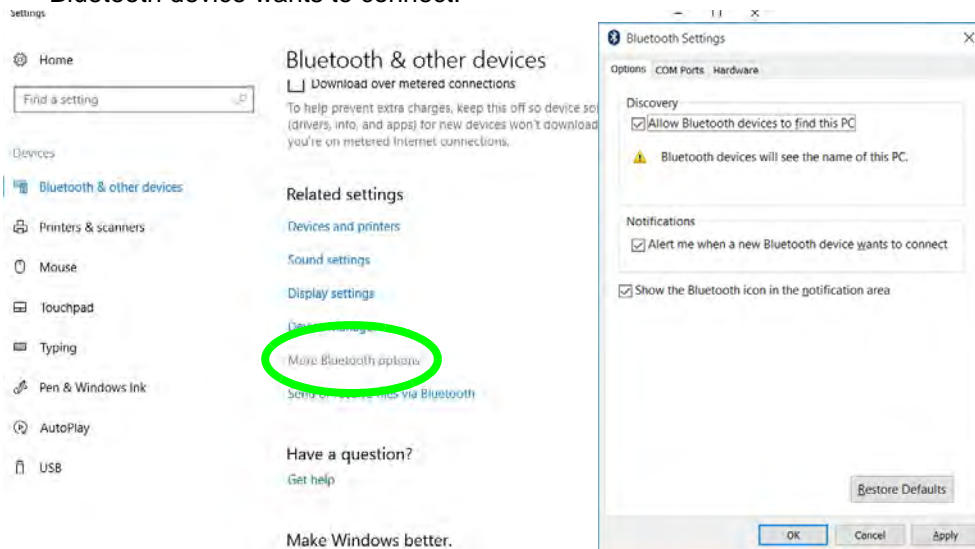 Bluetooth device wants to connect.
Settings
Home
Find a setting
Devices
Bluetooth & other devices
Printers & scanners
Mouse
Touchpad
Typing
Pen & Windows Ink
AutoPlay
USB
Bluetooth & other devices
Download over metered connections
To help prevent extra charges, keep this off so device so
(drivers, info, and apps) for new devices won't download
you're on metered Internet connections.
Related settings
Devices and printers
Sound settings
Display settings
More Bluetooth options
via Bluetooth
Have a question?
Get help
Make Windows better.
Bluetooth Settings
Options COM Ports Hardware
Discovery
Allow Bluetooth devices to find this PC
Bluetooth devices will see the name of this PC.
Notifications
Alert me when a new Bluetooth device wants to connect
Show the Bluetooth icon in the notification area
Restore Defaults
OK Cancel Apply